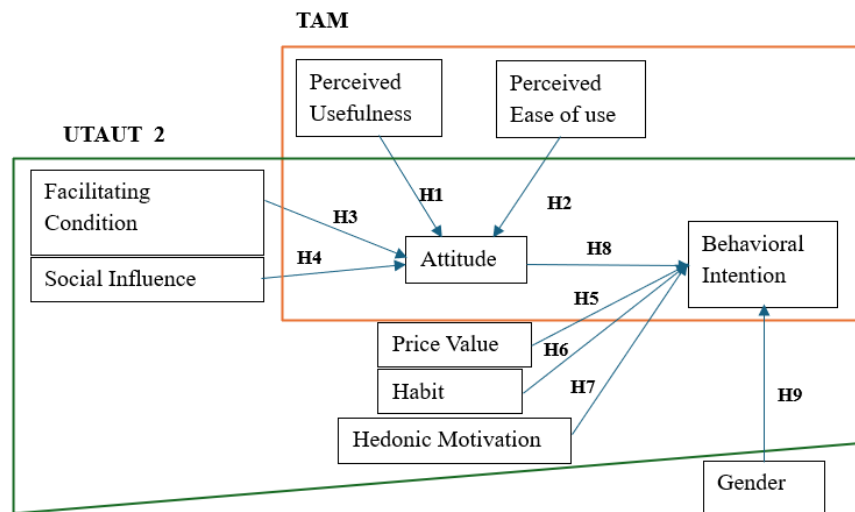 TAM
Perceived
Usefulness
Perceived
Ease of use
UTAUT 2
Facilitating
Condition
H1
H2
H3
Social Influence
H4
Attitude
H8
Behavioral
Intention
H5
Price Value
H6
Habit
H7
H9
Hedonic Motivation
Gender